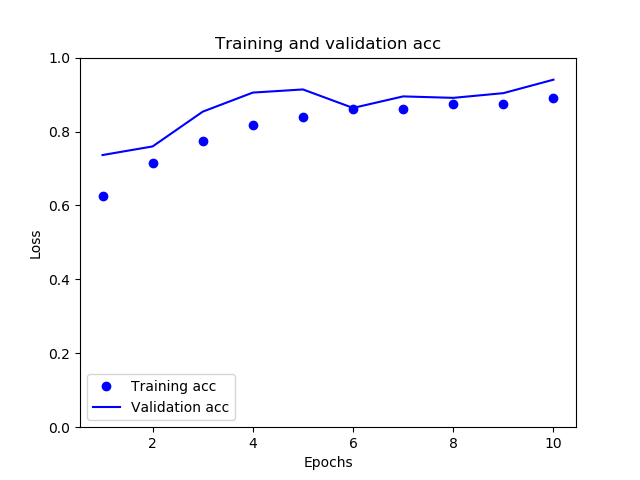 Training and validation acc
1.0
0.8
0.6
0.4
0.2
0.0
Loss
Training acc
Validation acc
2 4 6 8 10
Epochs